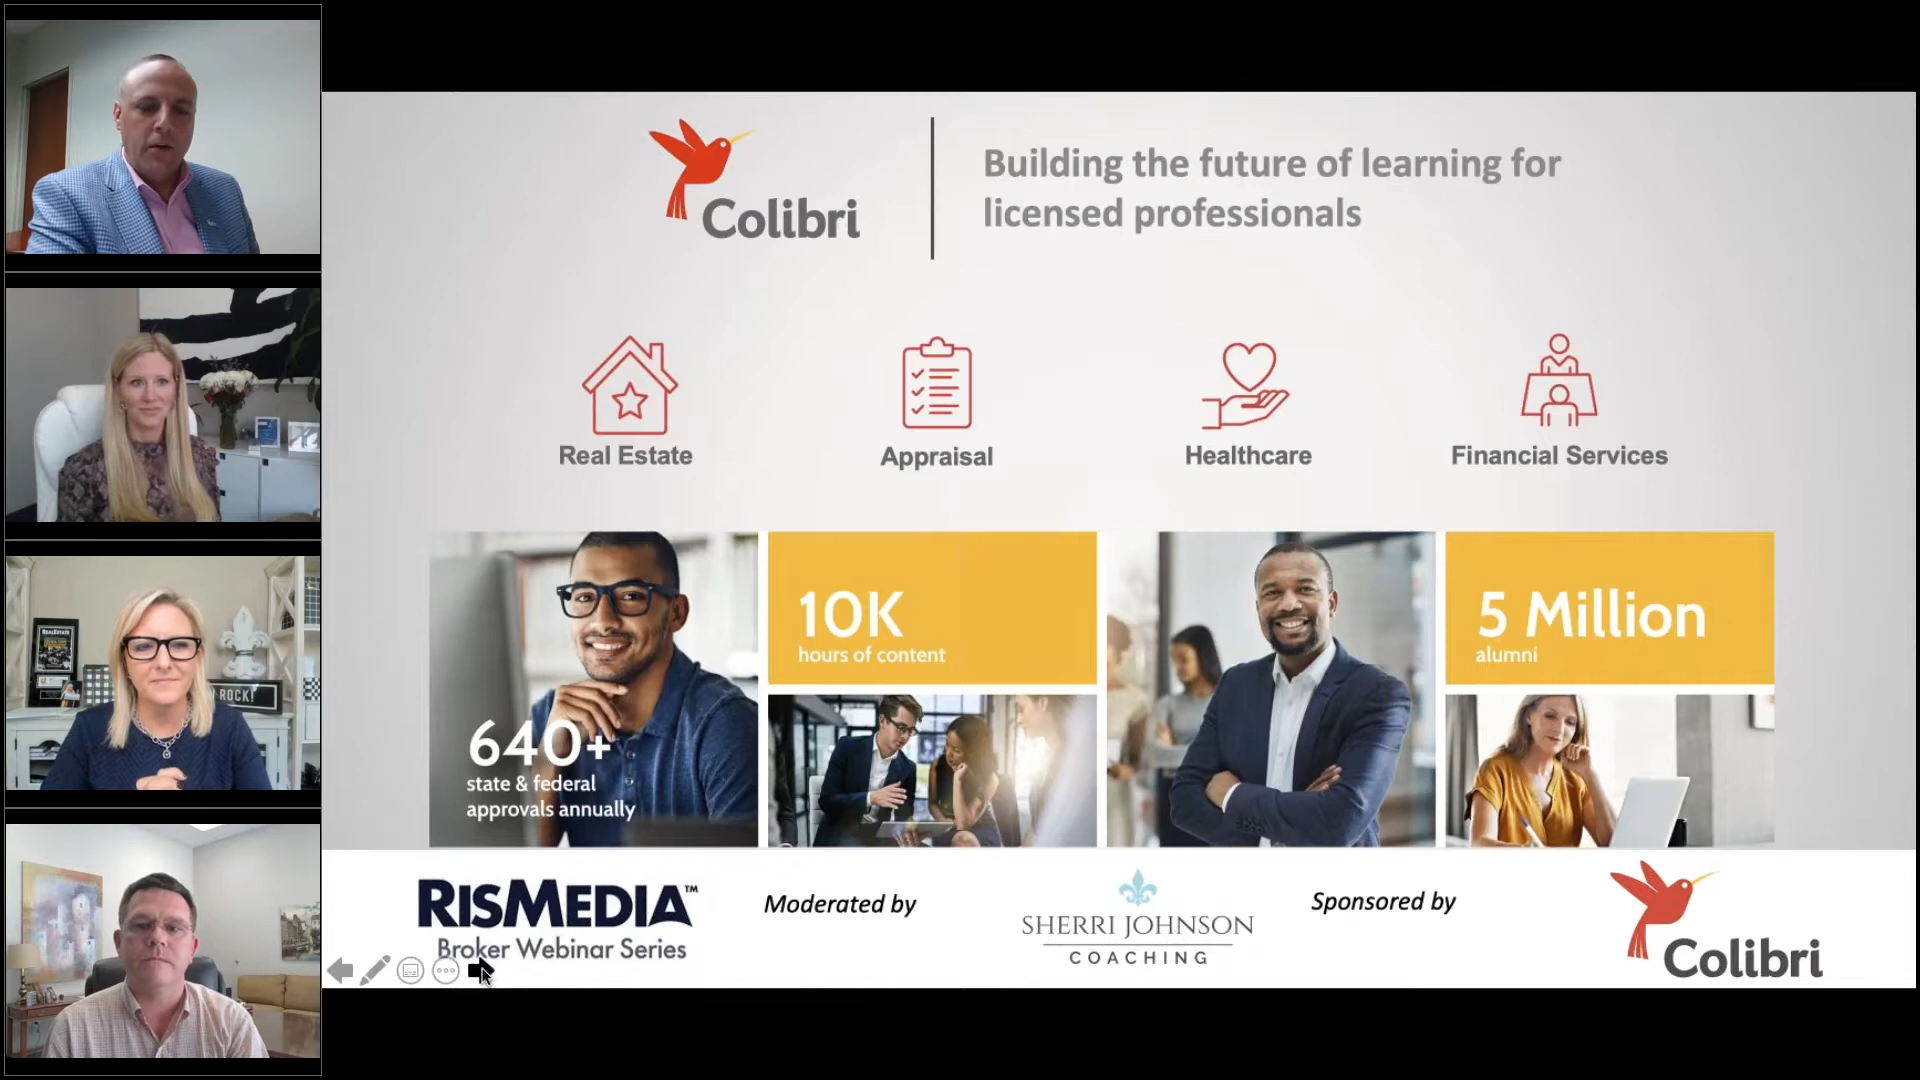 Colibri
Building the future of learning for
licensed professionals
Real Estate
Appraisal
Healthcare
Financial Services
640+
state & federal
approvals annually
10K
hours of content
5 Million
alumni
ROCK!
RISMEDIA™
Broker Webinar Series
Moderated by
SHERRI JOHNSON
COACHING
Sponsored by
Colibri